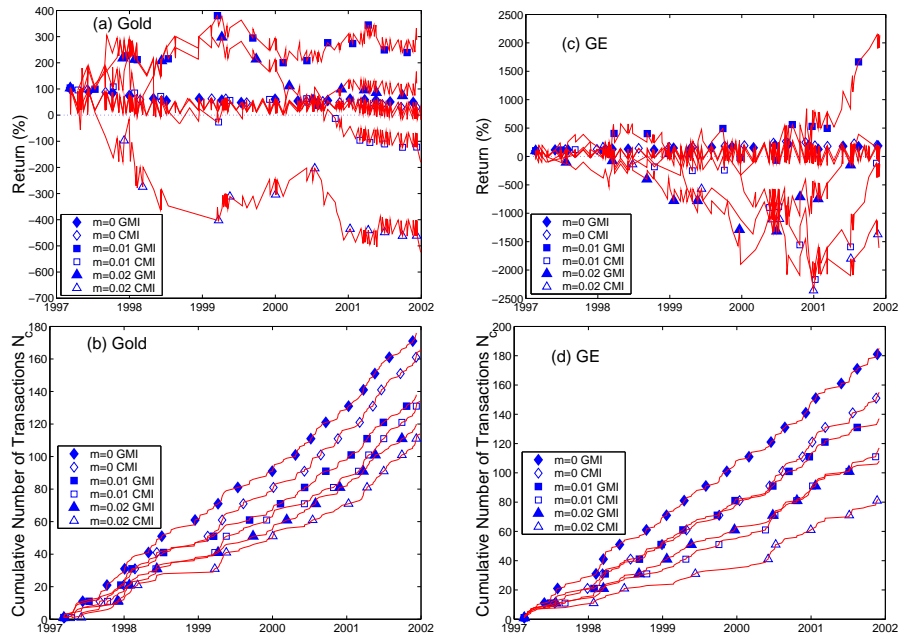 (a) Gold
Return (%)
400
300
200
100
0
−100
−200
−300
−400
−500
−600
−700
m=0 GMI
m=0 CMI
m=0.01 GMI
m=0.01 CMI
m=0.02 GMI
m=0.02 CMI
1997 1998 1999 2000 2001 2002
(c) GE
Return (%)
2500
2000
1500
1000
500
0
−500
−1000
−1500
−2000
−2500
m=0 GMI
m=0 CMI
m=0.01 GMI
m=0.01 CMI
m=0.02 GMI
m=0.02 CMI
1997 1998 1999 2000 2001 2002
(b) Gold
Cumulative Number of Transactions N
180
160
140
120
100
80
60
40
20
0
m=0 GMI
m=0 CMI
m=0.01 GMI
m=0.01 CMI
m=0.02 GMI
m=0.02 CMI
1997 1998 1999 2000 2001 2002
(d) GE
Cumulative Number of Transactions N
200
180
160
140
120
100
80
60
40
20
0
m=0 GMI
m=0 CMI
m=0.01 GMI
m=0.01 CMI
m=0.02 GMI
m=0.02 CMI
1997 1998 1999 2000 2001 2002